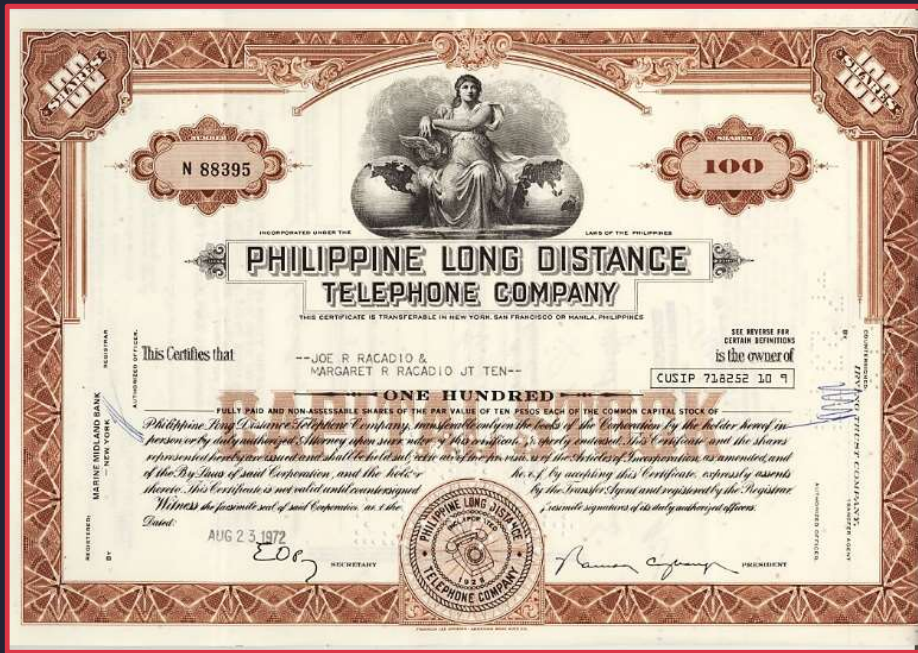 100 SHARES
100 SHARES
NUMBER
N 88395
SHARES
100
INCORPORATED UNDER THE LAWS OF THE PHILIPPINES
PHILIPPINE LONG DISTANCE
TELEPHONE COMPANY
THIS CERTIFICATE IS TRANSFERABLE IN NEW YORK, SAN FRANCISCO OR MANILA, PHILIPPINES
SEE REVERSE FOR
CERTAIN DEFINITIONS
This Certifies that
--JOE R RACADIO &
MARGARET R RACADIO JT TEN--
is the owner of
CUSIP 718252 10 9
ONE HUNDRED
FULLY PAID AND NON-ASSESSABLE SHARES OF THE PAR VALUE OF TEN PESOS EACH OF THE COMMON CAPITAL STOCK OF
Philippine Long Distance Telephone Company, transferable only on the books of the Corporation by the holder hereof in
person or by duly authorized Attorney upon surrender of this certificate properly endorsed. This Certificate and the shares
represented hereby are issued and shall be held subject to all of the provisions of the Articles of Incorporation, as amended, and
of the By-Laws of said Corporation, and the holder hereof, by accepting this Certificate, expressly assents
thereto. This Certificate is not valid until countersigned by the Transfer Agent and registered by the Registrar.
Witness the facsimile seal of said Corporation and the facsimile signatures of its duly authorized officers.
Dated:
AUG 23 1972
SECRETARY
PRESIDENT
PHILIPPINE LONG DISTANCE
TELEPHONE COMPANY
INCORPORATED
1928
REGISTERED:
MARINE MIDLAND BANK
NEW YORK
REGISTRAR
BY
AUTHORIZED OFFICER.
COUNTERSIGNED:
IRVING TRUST COMPANY,
TRANSFER AGENT
BY
AUTHORIZED OFFICER.